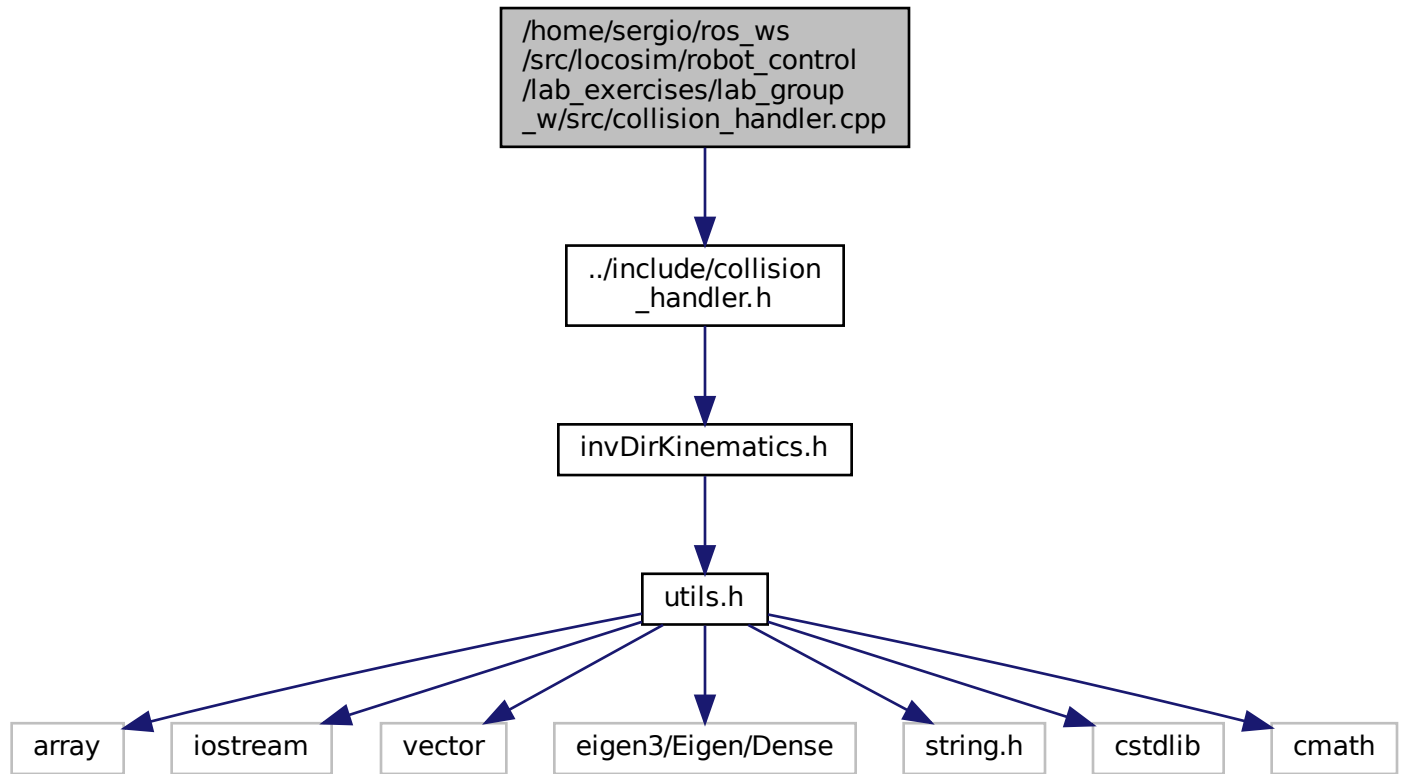 /home/sergio/ros_ws
/src/locosim/robot_control
/lab_exercises/lab_group
_w/src/collision_handler.cpp
../include/collision
_handler.h
invDirKinematics.h
utils.h
array
iostream
vector
eigen3/Eigen/Dense
string.h
cstdlib
cmath